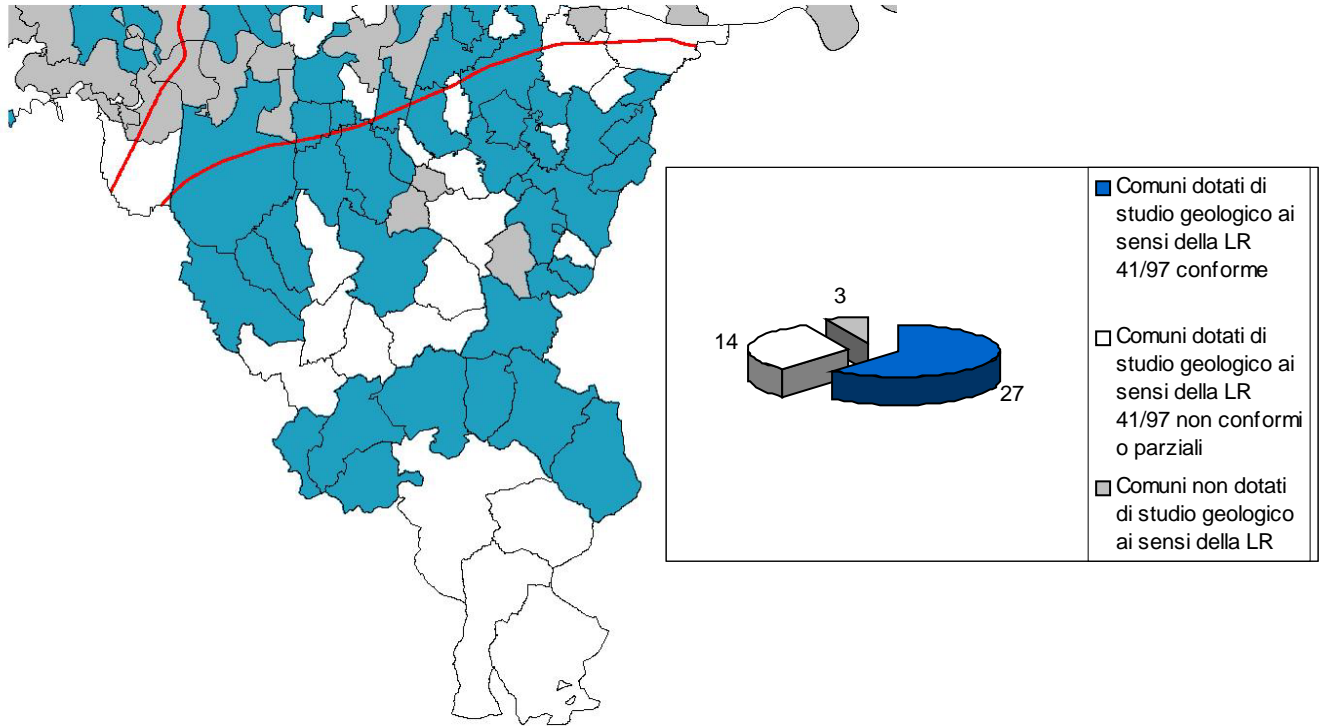 3
14
27
Comuni dotati di
studio geologico ai
sensi della LR
41/97 conforme
Comuni dotati di
studio geologico ai
sensi della LR
41/97 non conformi
o parziali
Comuni non dotati
di studio geologico
ai sensi della LR